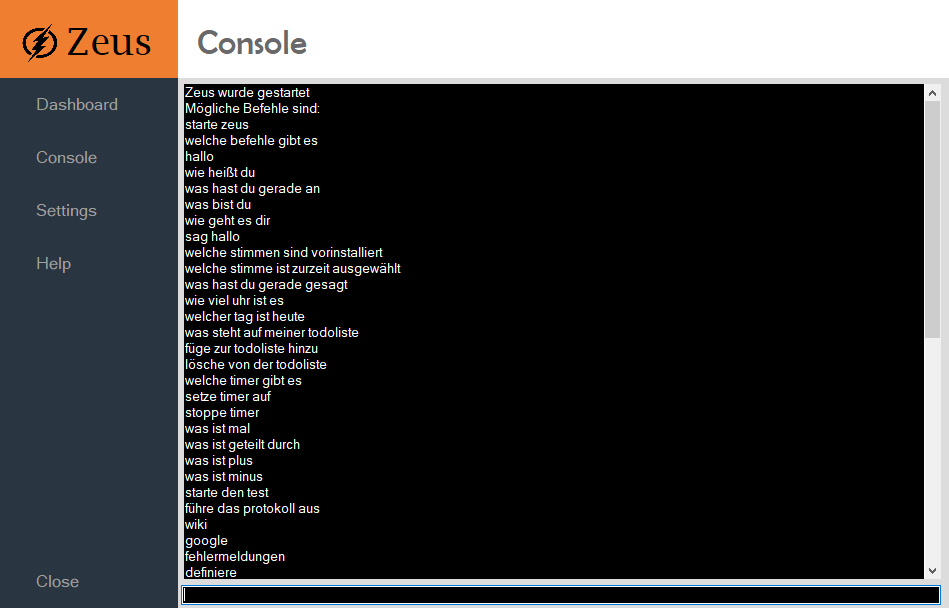 Zeus
Console
Dashboard
Console
Settings
Help
Close
Zeus wurde gestartet
Mögliche Befehle sind:
starte zeus
welche befehle gibt es
hallo
wie heißt du
was hast du gerade an
was bist du
wie geht es dir
sag hallo
welche stimmen sind vorinstalliert
welche stimme ist zurzeit ausgewählt
was hast du gerade gesagt
wie viel uhr ist es
welcher tag ist heute
was steht auf meiner todoliste
füge zur todoliste hinzu
lösche von der todoliste
welche timer gibt es
setze timer auf
stoppe timer
was ist mal
was ist geteilt durch
was ist plus
was ist minus
starte den test
führe das protokoll aus
wiki
google
fehlermeldungen
definiere